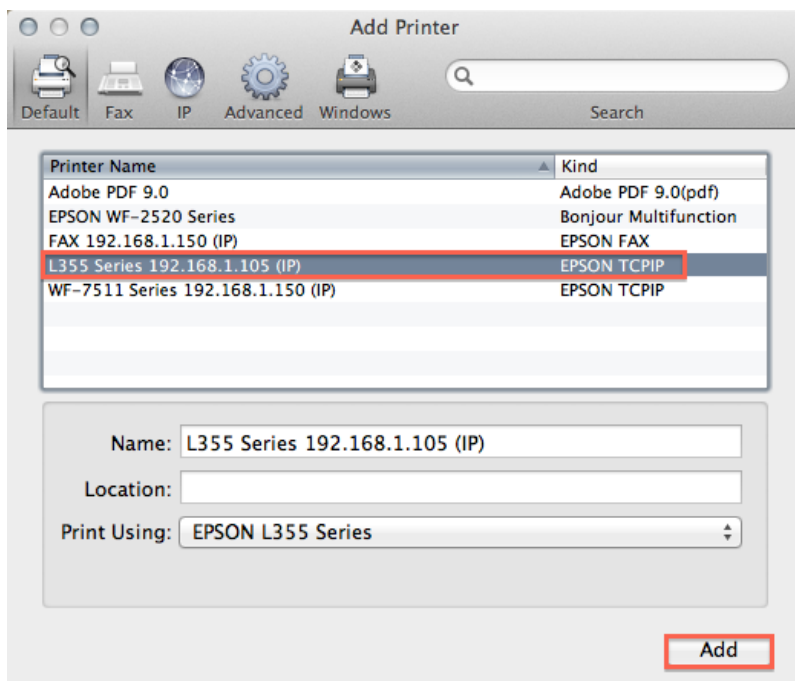 Add Printer
Default Fax IP Advanced Windows Search
Printer Name Kind
Adobe PDF 9.0 Adobe PDF 9.0(pdf)
EPSON WF-2520 Series Bonjour Multifunction
FAX 192.168.1.150 (IP) EPSON FAX
L355 Series 192.168.1.105 (IP) EPSON TCPIP
WF-7511 Series 192.168.1.150 (IP) EPSON TCPIP
Name: L355 Series 192.168.1.105 (IP)
Location:
Print Using: EPSON L355 Series
Add